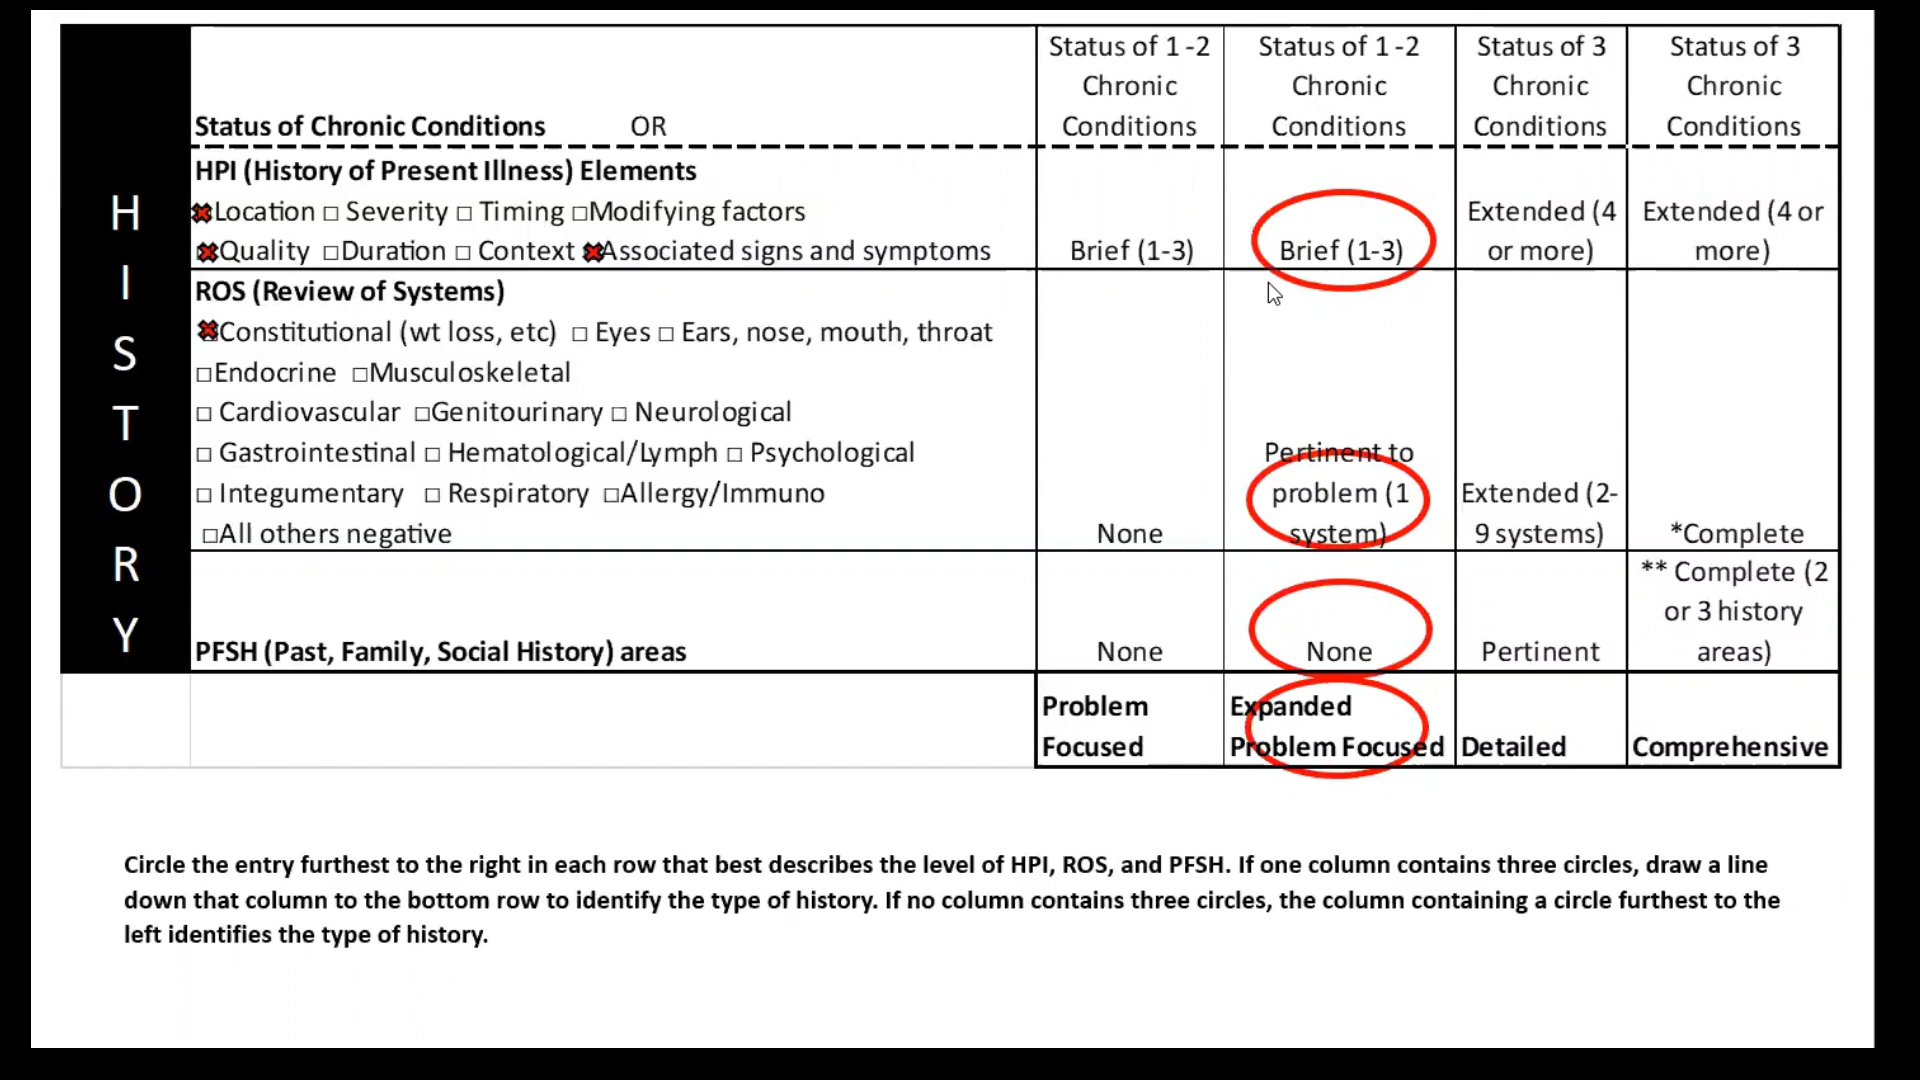 HISTORY
Status of Chronic Conditions OR
Status of 1 -2 Chronic Conditions
Status of 1 -2 Chronic Conditions
Status of 3 Chronic Conditions
Status of 3 Chronic Conditions
HPI (History of Present Illness) Elements
Location □ Severity □ Timing □Modifying factors
Quality □Duration □ Context Associated signs and symptoms
Brief (1-3)
Brief (1-3)
Extended (4 or more)
Extended (4 or more)
ROS (Review of Systems)
Constitutional (wt loss, etc) □ Eyes □ Ears, nose, mouth, throat
□Endocrine □Musculoskeletal
□ Cardiovascular □Genitourinary □ Neurological
□ Gastrointestinal □ Hematological/Lymph □ Psychological
□ Integumentary □ Respiratory □Allergy/Immuno
□All others negative
None
Pertinent to problem (1 system)
Extended (2-9 systems)
*Complete
PFSH (Past, Family, Social History) areas
None
None
Pertinent
** Complete (2 or 3 history areas)
Problem Focused
Expanded Problem Focused
Detailed
Comprehensive
Circle the entry furthest to the right in each row that best describes the level of HPI, ROS, and PFSH. If one column contains three circles, draw a line
down that column to the bottom row to identify the type of history. If no column contains three circles, the column containing a circle furthest to the
left identifies the type of history.